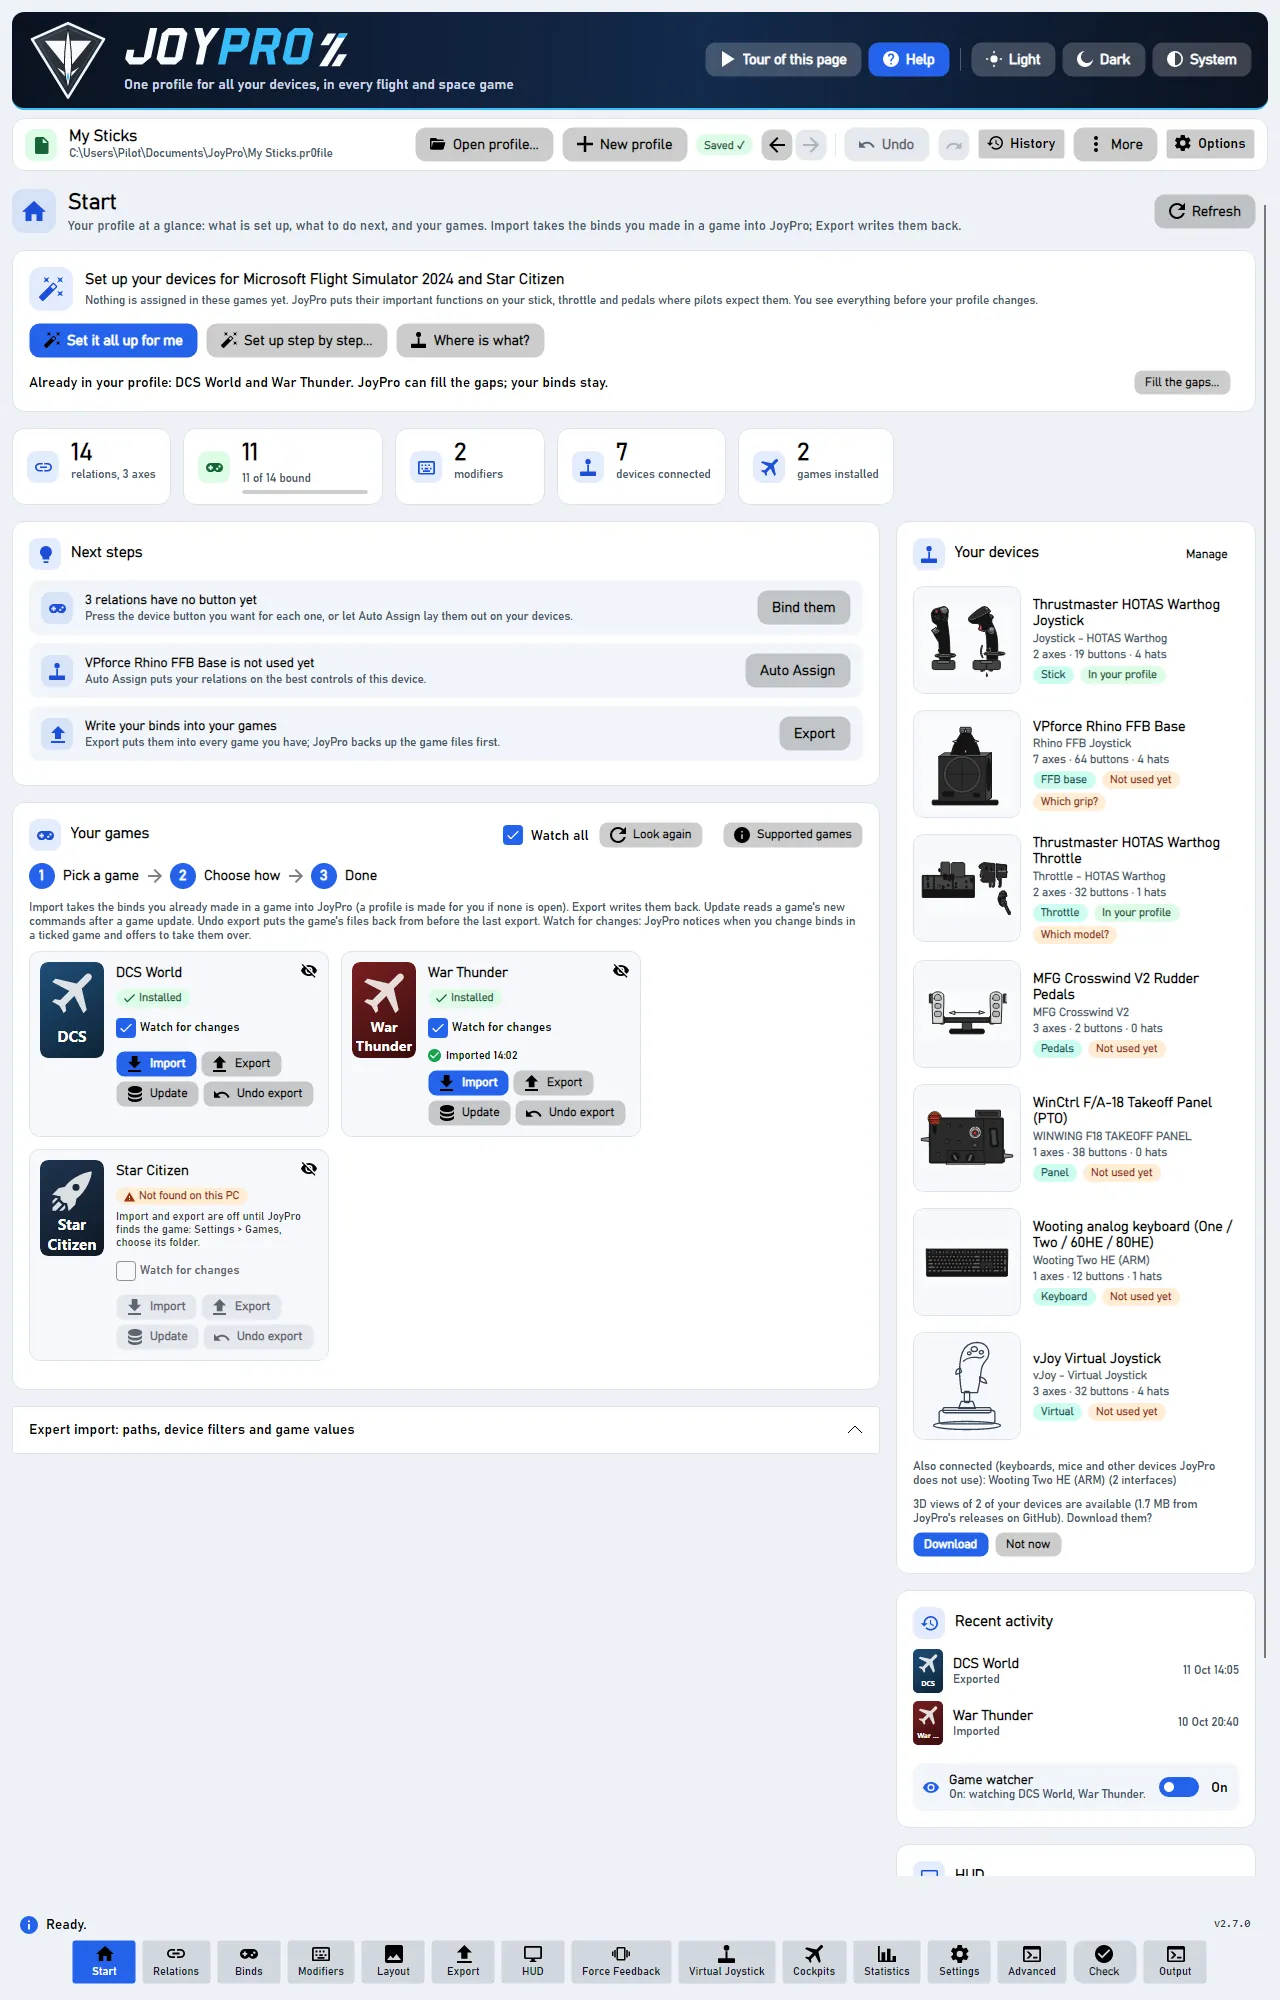 JOYPRO
One profile for all your devices, in every flight and space game
Tour of this page
Help
Light
Dark
System
My Sticks
C:\Users\Pilot\Documents\JoyPro\My Sticks.pr0file
Open profile...
New profile
Saved ✓
Undo
History
More
Options
Start
Your profile at a glance: what is set up, what to do next, and your games. Import takes the binds you made in a game into JoyPro; Export writes them back.
Refresh
Set up your devices for Microsoft Flight Simulator 2024 and Star Citizen
Nothing is assigned in these games yet. JoyPro puts their important functions on your stick, throttle and pedals where pilots expect them. You see everything before your profile changes.
Set it all up for me
Set up step by step...
Where is what?
Already in your profile: DCS World and War Thunder. JoyPro can fill the gaps; your binds stay.
Fill the gaps...
14
relations, 3 axes
11
11 of 14 bound
2
modifiers
7
devices connected
2
games installed
Next steps
3 relations have no button yet
Press the device button you want for each one, or let Auto Assign lay them out on your devices.
Bind them
VPforce Rhino FFB Base is not used yet
Auto Assign puts your relations on the best controls of this device.
Auto Assign
Write your binds into your games
Export puts them into every game you have; JoyPro backs up the game files first.
Export
Your games
Watch all
Look again
Supported games
1 Pick a game
2 Choose how
3 Done
Import takes the binds you already made in a game into JoyPro (a profile is made for you if none is open). Export writes them back. Update reads a game's new
commands after a game update. Undo export puts the game's files back from before the last export. Watch for changes: JoyPro notices when you change binds in
a ticked game and offers to take them over.
DCS
DCS World
Installed
Watch for changes
Import
Export
Update
Undo export
War
Thunder
War Thunder
Installed
Watch for changes
Imported 14:02
Import
Export
Update
Undo export
Star
Citizen
Star Citizen
Not found on this PC
Import and export are off until JoyPro
finds the game: Settings > Games,
choose its folder.
Watch for changes
Import
Export
Update
Undo export
Expert import: paths, device filters and game values
Your devices
Manage
Thrustmaster HOTAS Warthog
Joystick
Joystick - HOTAS Warthog
2 axes · 19 buttons · 4 hats
Stick
In your profile
VPforce Rhino FFB Base
Rhino FFB Joystick
7 axes · 64 buttons · 4 hats
FFB base
Not used yet
Which grip?
Thrustmaster HOTAS Warthog
Throttle
Throttle - HOTAS Warthog
2 axes · 32 buttons · 1 hats
Throttle
In your profile
Which model?
MFG Crosswind V2 Rudder
Pedals
MFG Crosswind V2
3 axes · 2 buttons · 0 hats
Pedals
Not used yet
WinCtrl F/A-18 Takeoff Panel
(PTO)
WINWING F18 TAKEOFF PANEL
1 axes · 38 buttons · 0 hats
Panel
Not used yet
Wooting analog keyboard (One /
Two / 60HE / 80HE)
Wooting Two HE (ARM)
1 axes · 12 buttons · 1 hats
Keyboard
Not used yet
vJoy Virtual Joystick
vJoy - Virtual Joystick
3 axes · 32 buttons · 4 hats
Virtual
Not used yet
Also connected (keyboards, mice and other devices JoyPro
does not use): Wooting Two HE (ARM) (2 interfaces)
3D views of 2 of your devices are available (1.7 MB from
JoyPro's releases on GitHub). Download them?
Download
Not now
Recent activity
DCS
DCS World
Exported
11 Oct 14:05
War ...
War Thunder
Imported
10 Oct 20:40
Game watcher
On: watching DCS World, War Thunder.
On
HUD
Ready.
v2.7.0
Start
Relations
Binds
Modifiers
Layout
Export
HUD
Force Feedback
Virtual Joystick
Cockpits
Statistics
Settings
Advanced
Check
Output